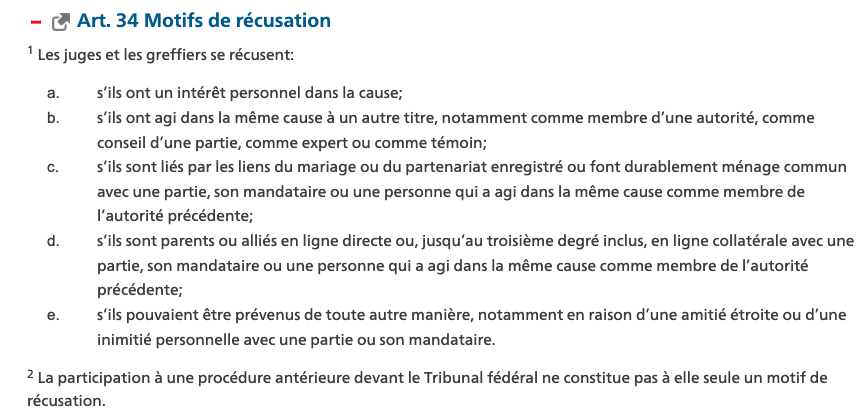 Art. 34 Motifs de récusation
1 Les juges et les greffiers se récusent:
a. s’ils ont un intérêt personnel dans la cause;
b. s’ils ont agi dans la même cause à un autre titre, notamment comme membre d’une autorité, comme
conseil d’une partie, comme expert ou comme témoin;
c. s’ils sont liés par les liens du mariage ou du partenariat enregistré ou font durablement ménage commun
avec une partie, son mandataire ou une personne qui a agi dans la même cause comme membre de
l’autorité précédente;
d. s’ils sont parents ou alliés en ligne directe ou, jusqu’au troisième degré inclus, en ligne collatérale avec une
partie, son mandataire ou une personne qui a agi dans la même cause comme membre de l’autorité
précédente;
e. s’ils pouvaient être prévenus de toute autre manière, notamment en raison d’une amitié étroite ou d’une
inimitié personnelle avec une partie ou son mandataire.
2 La participation à une procédure antérieure devant le Tribunal fédéral ne constitue pas à elle seule un motif de
récusation.